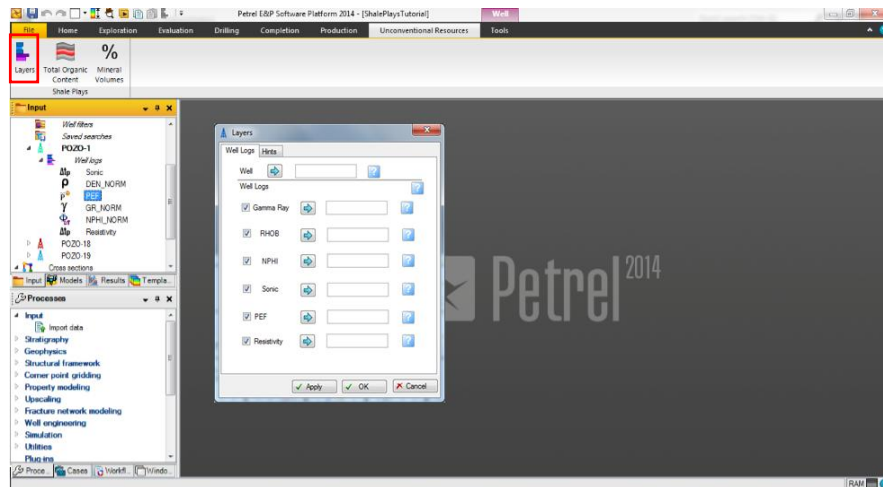 Petrel E&P Software Platform 2014 - [ShalePlaysTutorial]
Well
File Home Exploration Evaluation Drilling Completion Production Unconventional Resources Tools
Layers
Total Organic Content
Mineral Volumes
%
Shale Plays
Input
Well filters
Saved searches
POZO-1
Well logs
Sonic
DEN_NORM
PEF
GR_NORM
NPHI_NORM
Resistivity
POZO-18
POZO-19
Cross sections
Input Models Results Templa..
Processes
Input
Import data
Stratigraphy
Geophysics
Structural framework
Corner point gridding
Property modeling
Upscaling
Fracture network modeling
Well engineering
Simulation
Utilities
Plug-ins
Proce.. Cases Workfl.. Windo..
Layers
Well Logs Hints
Well
Well Logs
Gamma Ray
RHOB
NPHI
Sonic
PEF
Resistivity
Apply OK Cancel
Petrel 2014
RAM